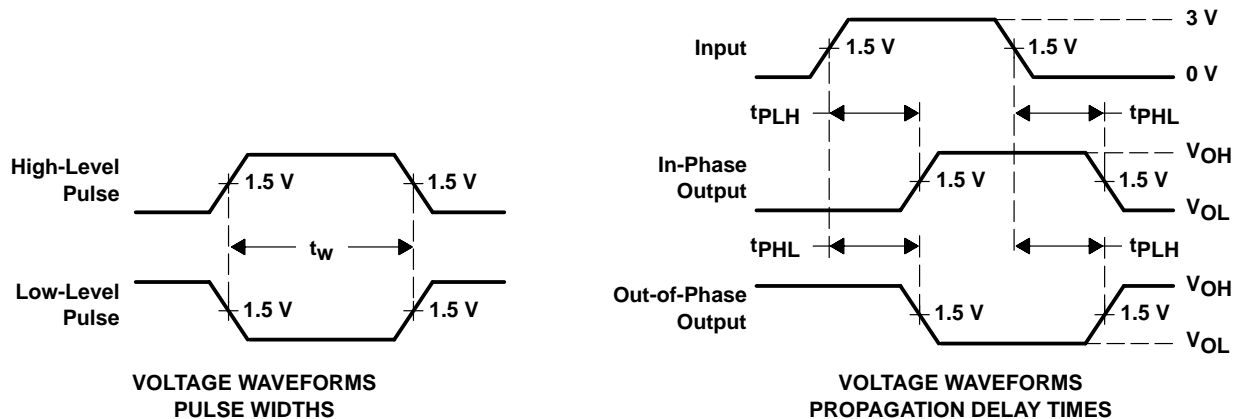 High-Level
Pulse
1.5 V
1.5 V
tw
Low-Level
Pulse
1.5 V
1.5 V
VOLTAGE WAVEFORMS
PULSE WIDTHS
Input
1.5 V
1.5 V
3 V
0 V
tPLH
tPHL
In-Phase
Output
1.5 V
1.5 V
VOH
VOL
tPHL
tPLH
Out-of-Phase
Output
1.5 V
1.5 V
VOH
VOL
VOLTAGE WAVEFORMS
PROPAGATION DELAY TIMES